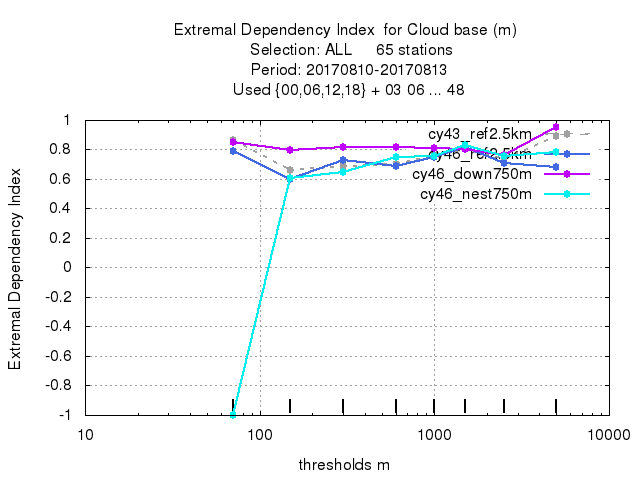 Extremal Dependency Index  for Cloud base (m)
Selection: ALL     65 stations
Period: 20170810-20170813
Used {00,06,12,18} + 03 06 ... 48
Extremal Dependency Index
1
0.8
0.6
0.4
0.2
0
-0.2
-0.4
-0.6
-0.8
-1
cy43_ref2.5km
cy46_ref2.5km
cy46_down750m
cy46_nest750m
10 100 1000 10000
thresholds m